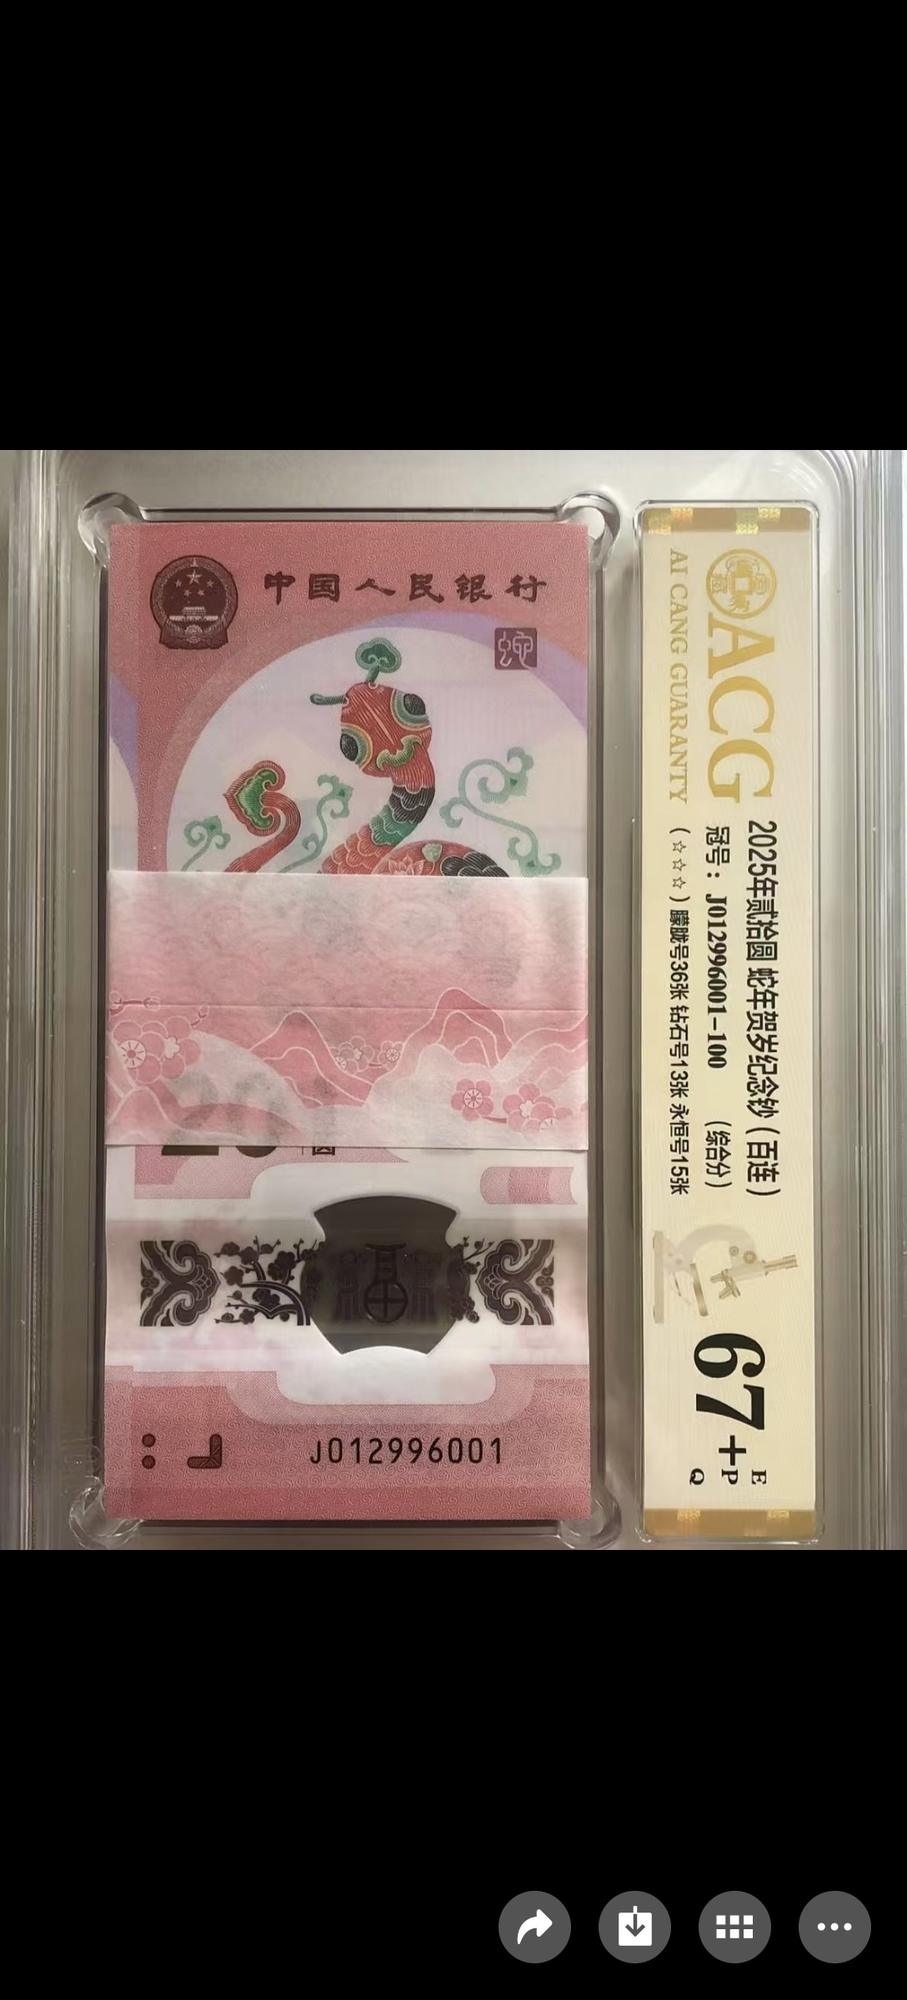 中国人民银行
蛇
J012996001
ACG
AI CANG GUARANTY
2025年贰拾圆 蛇年贺岁纪念钞（百连）
冠号：J012996001-100 （综合分）
（☆☆☆）朦胧号36张 钻石号13张 永恒号15张
67+
E
P
Q